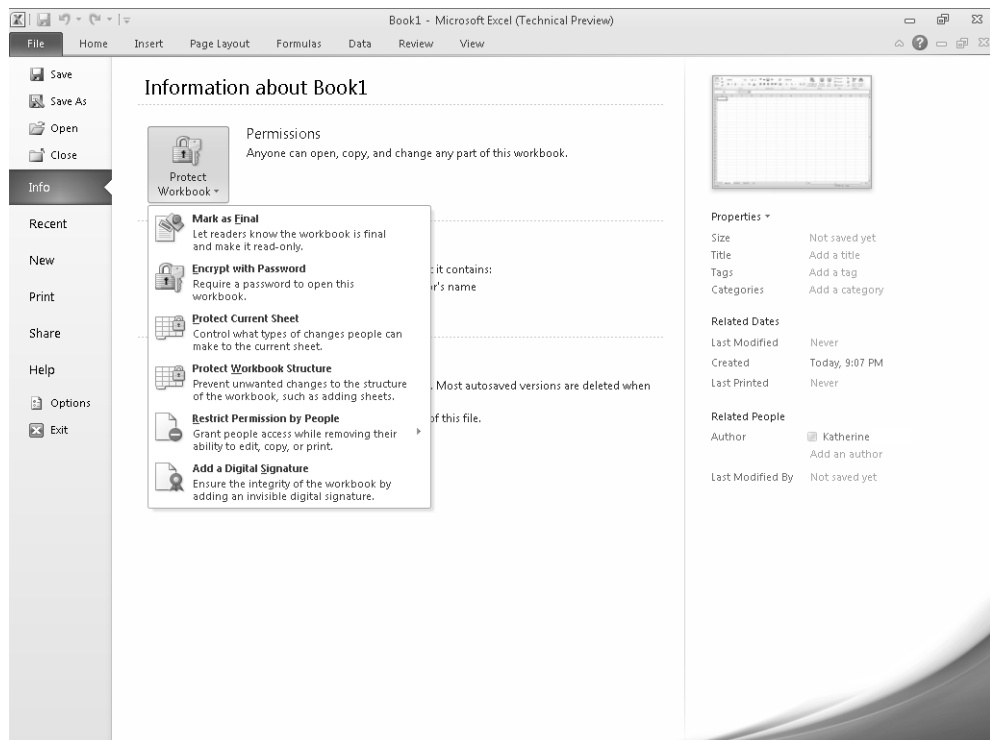 Book1 - Microsoft Excel (Technical Preview)
File Home Insert Page Layout Formulas Data Review View
Save
Save As
Open
Close
Info
Recent
New
Print
Share
Help
Options
Exit
Information about Book1
Protect
Workbook
Permissions
Anyone can open, copy, and change any part of this workbook.
Mark as Final
Let readers know the workbook is final
and make it read-only.
Encrypt with Password
Require a password to open this
workbook.
Protect Current Sheet
Control what types of changes people can
make to the current sheet.
Protect Workbook Structure
Prevent unwanted changes to the structure
of the workbook, such as adding sheets.
Restrict Permission by People
Grant people access while removing their
ability to edit, copy, or print.
Add a Digital Signature
Ensure the integrity of the workbook by
adding an invisible digital signature.
it contains:
name
. Most autosaved versions are deleted when
of this file.
Properties
Size Not saved yet
Title Add a title
Tags Add a tag
Categories Add a category
Related Dates
Last Modified Never
Created Today, 9:07 PM
Last Printed Never
Related People
Author Katherine
Add an author
Last Modified By Not saved yet